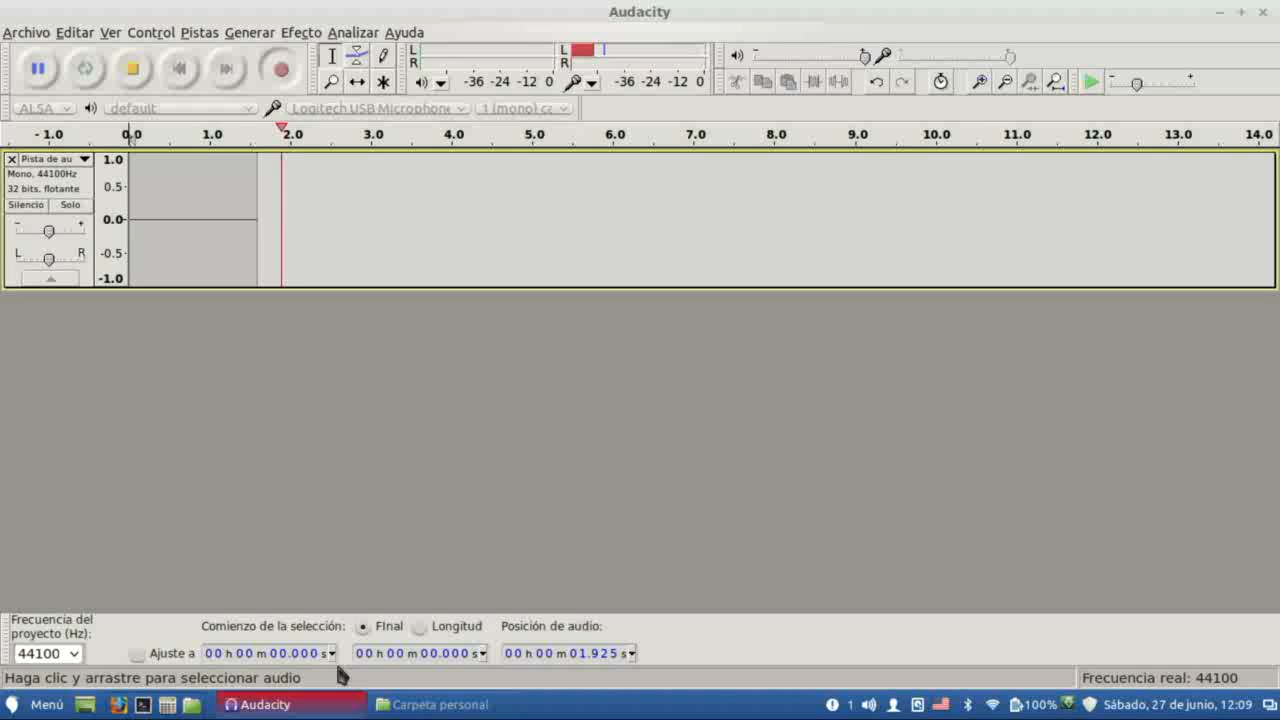 Audacity
Archivo Editar Ver Control Pistas Generar Efecto Analizar Ayuda
L
R
-36 -24 -12 0
L
R
-36 -24 -12 0
ALSA
default
Logitech USB Microphone
1 (mono) ca
- 1.0 0.0 1.0 2.0 3.0 4.0 5.0 6.0 7.0 8.0 9.0 10.0 11.0 12.0 13.0 14.0
Pista de au
Mono, 44100Hz
32 bits. flotante
Silencio Solo
- +
L R
1.0
0.5
0.0
-0.5
-1.0
Frecuencia del
proyecto (Hz):
44100
Ajuste a
Comienzo de la selección:
FInal
Longitud
Posición de audio:
00 h 00 m 00.000 s
00 h 00 m 00.000 s
00 h 00 m 01.925 s
Haga clic y arrastre para seleccionar audio
Frecuencia real: 44100
Menú
Audacity
Carpeta personal
1
100%
Sábado, 27 de junio, 12:09